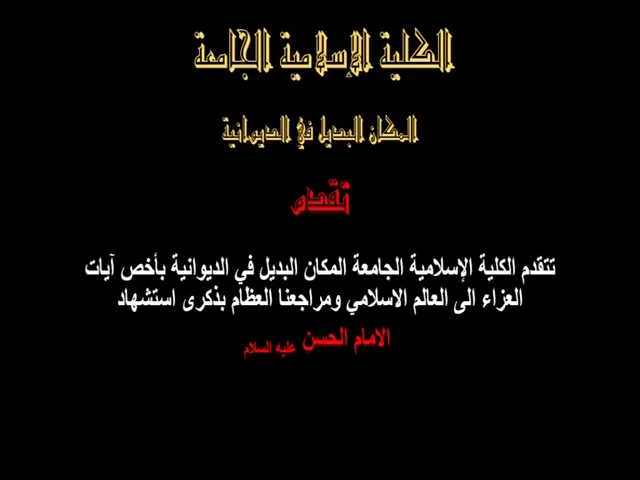 الكلية الإسلامية الجامعة
المكان البديل في الديوانية
تقدم
تتقدم الكلية الإسلامية الجامعة المكان البديل في الديوانية بأخص آيات
العزاء الى العالم الاسلامي ومراجعنا العظام بذكرى استشهاد
الامام الحسن عليه السلام